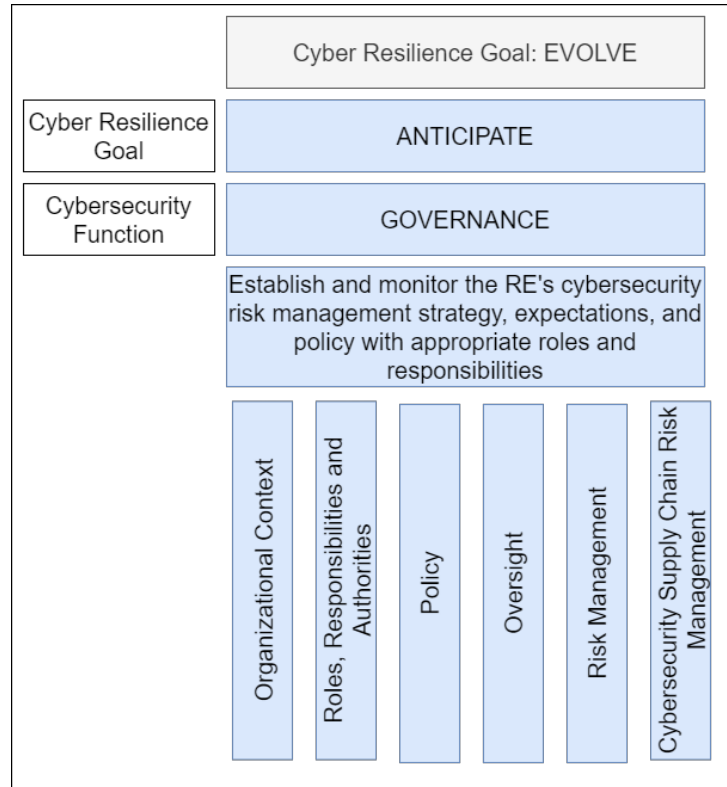 Cyber Resilience Goal: EVOLVE
Cyber Resilience
Goal
ANTICIPATE
Cybersecurity
Function
GOVERNANCE
Establish and monitor the RE's cybersecurity
risk management strategy, expectations, and
policy with appropriate roles and
responsibilities
Organizational Context
Roles, Responsibilities and
Authorities
Policy
Oversight
Risk Management
Cybersecurity Supply Chain Risk
Management